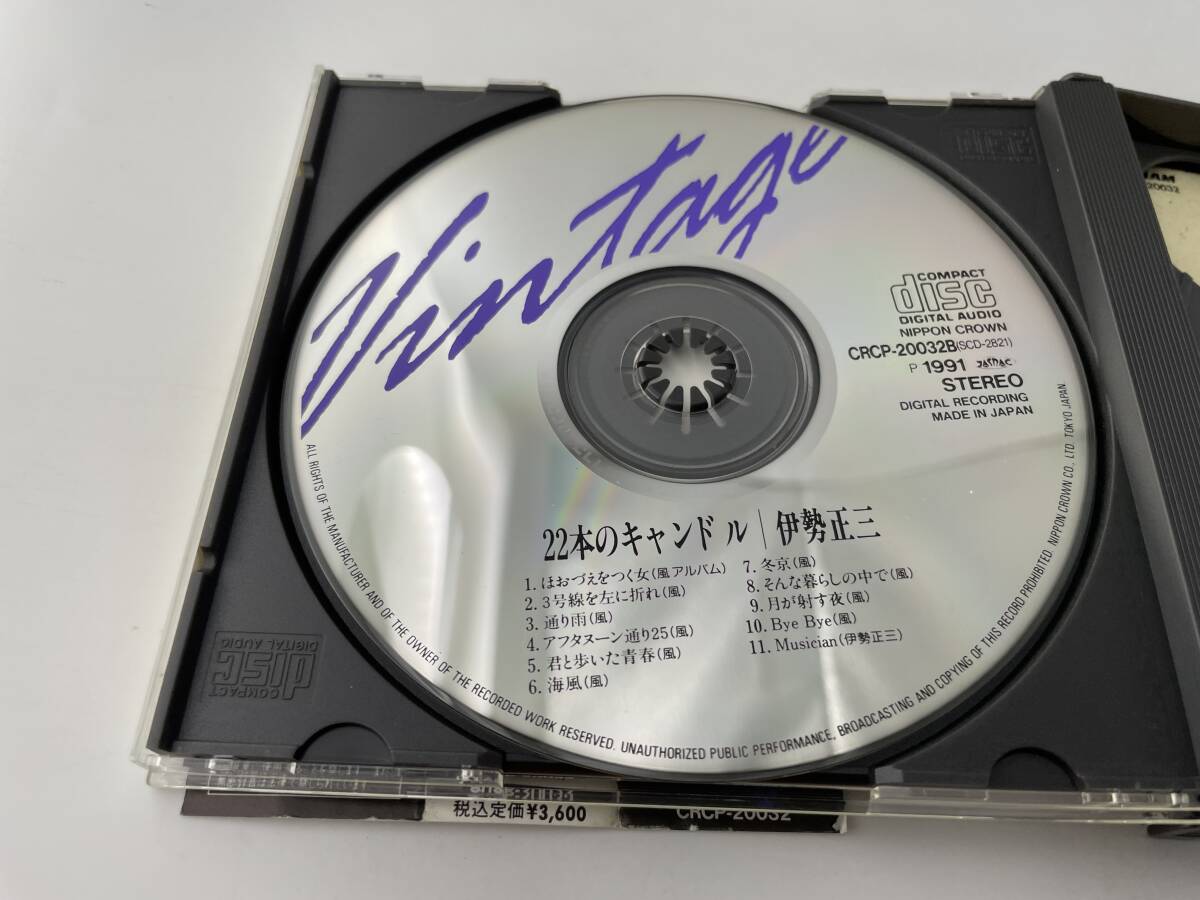 Vintage
COMPACT
disc
DIGITAL AUDIO
NIPPON CROWN
CRCP-20032B(SCD-2821)
P 1991 JASRAC
STEREO
DIGITAL RECORDING
MADE IN JAPAN
22本のキャンドル|伊勢正三
1. ほおづえをつく女(風アルバム)
2. 3号線を左に折れ(風)
3. 通り雨(風)
4. アフタヌーン通り25(風)
5. 君と歩いた青春(風)
6. 海風(風)
7. 冬京(風)
8. そんな暮らしの中で(風)
9. 月が射す夜(風)
10. Bye Bye(風)
11. Musician(伊勢正三)
ALL RIGHTS OF THE MANUFACTURER AND OF THE OWNER OF THE RECORDED WORK RESERVED. UNAUTHORIZED PUBLIC PERFORMANCE, BROADCASTING AND COPYING OF THIS RECORD PROHIBITED. NIPPON CROWN CO., LTD. TOKYO JAPAN.
COMPACT
disc
DIGITAL AUDIO
税込定価¥3,600
CRCP-20032
20032